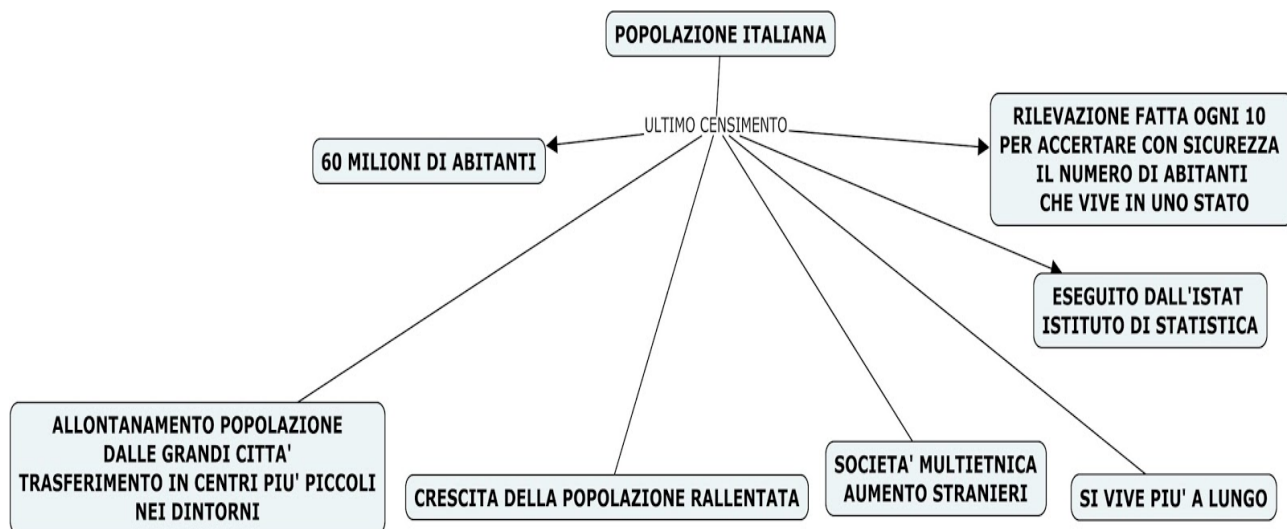 POPOLAZIONE ITALIANA
ULTIMO CENSIMENTO
60 MILIONI DI ABITANTI
RILEVAZIONE FATTA OGNI 10
PER ACCERTARE CON SICUREZZA
IL NUMERO DI ABITANTI
CHE VIVE IN UNO STATO
ESEGUITO DALL'ISTAT
ISTITUTO DI STATISTICA
ALLONTANAMENTO POPOLAZIONE
DALLE GRANDI CITTA'
TRASFERIMENTO IN CENTRI PIU' PICCOLI
NEI DINTORNI
CRESCITA DELLA POPOLAZIONE RALLENTATA
SOCIETA' MULTIETNICA
AUMENTO STRANIERI
SI VIVE PIU' A LUNGO